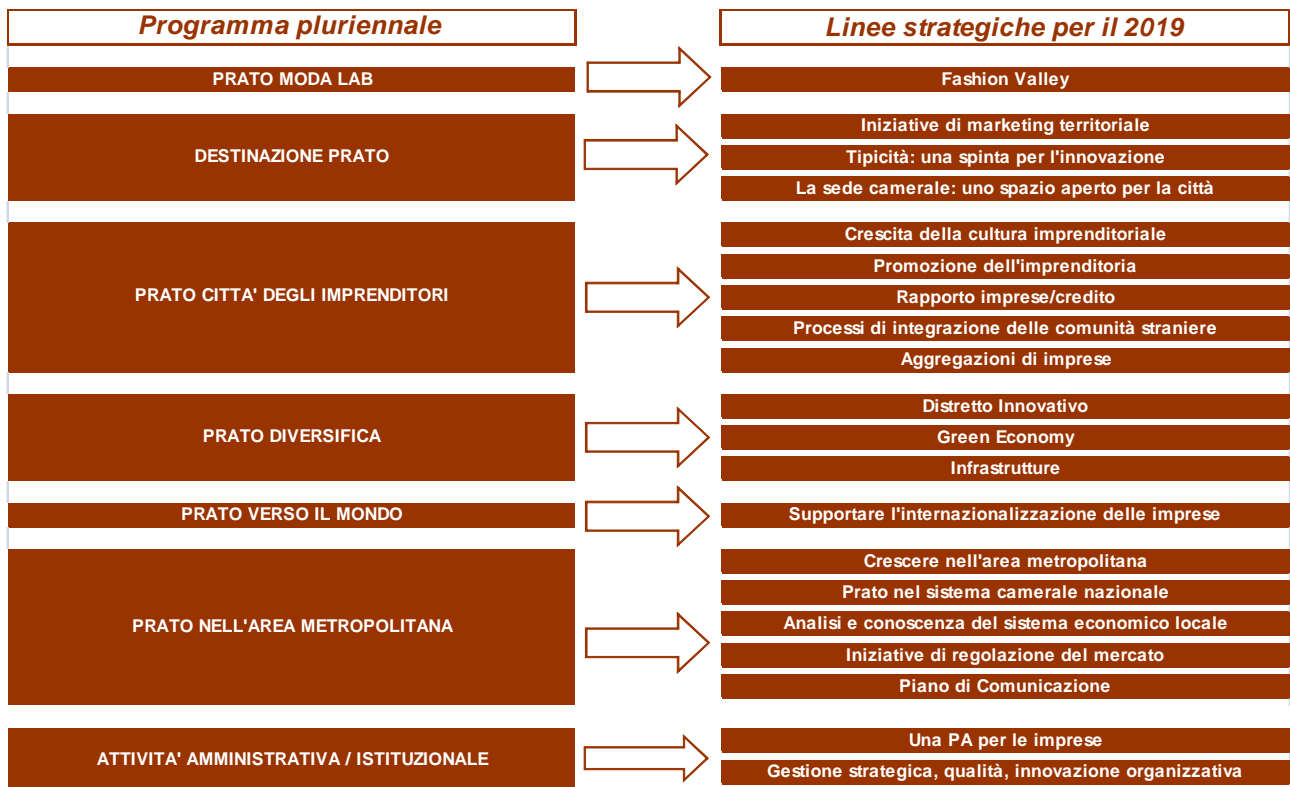 Programma pluriennale
Linee strategiche per il 2019
PRATO MODA LAB
Fashion Valley
DESTINAZIONE PRATO
Iniziative di marketing territoriale
Tipicità: una spinta per l'innovazione
La sede camerale: uno spazio aperto per la città
PRATO CITTA' DEGLI IMPRENDITORI
Crescita della cultura imprenditoriale
Promozione dell'imprenditoria
Rapporto imprese/credito
Processi di integrazione delle comunità straniere
Aggregazioni di imprese
PRATO DIVERSIFICA
Distretto Innovativo
Green Economy
Infrastrutture
PRATO VERSO IL MONDO
Supportare l'internazionalizzazione delle imprese
PRATO NELL'AREA METROPOLITANA
Crescere nell'area metropolitana
Prato nel sistema camerale nazionale
Analisi e conoscenza del sistema economico locale
Iniziative di regolazione del mercato
Piano di Comunicazione
ATTIVITA' AMMINISTRATIVA / ISTITUZIONALE
Una PA per le imprese
Gestione strategica, qualità, innovazione organizzativa